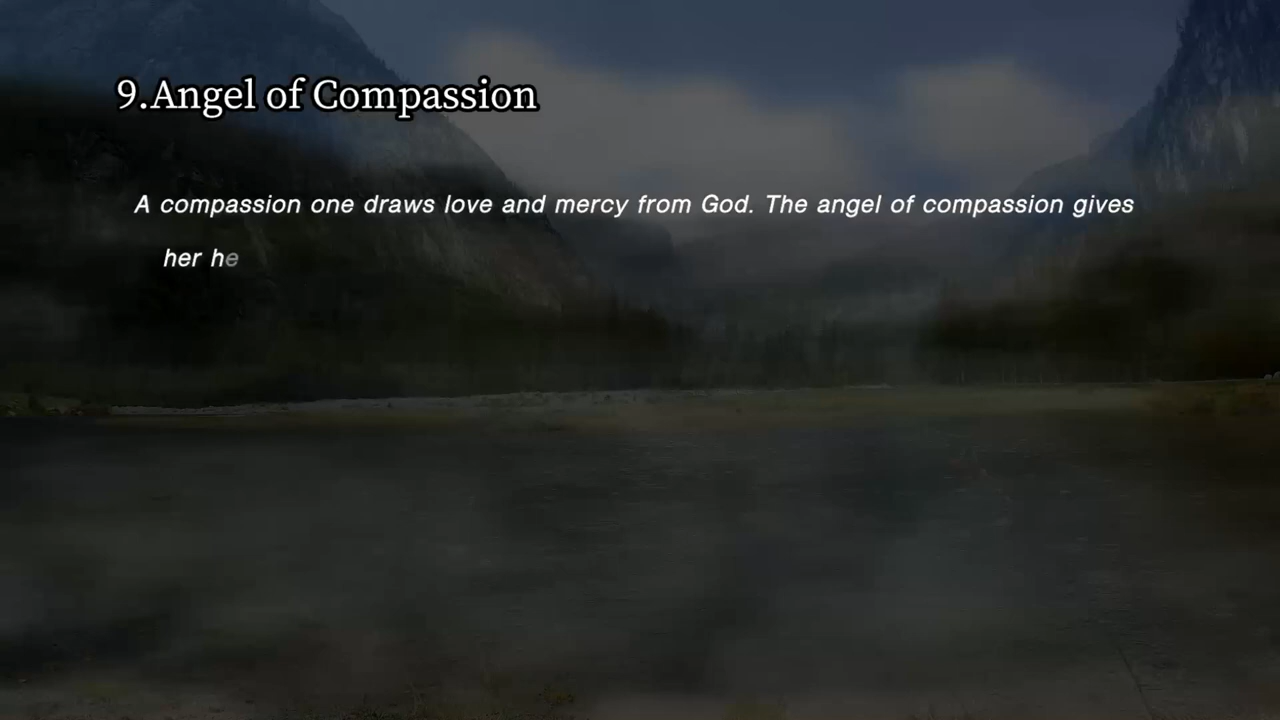 9.Angel of Compassion
A compassion one draws love and mercy from God. The angel of compassion gives
her he